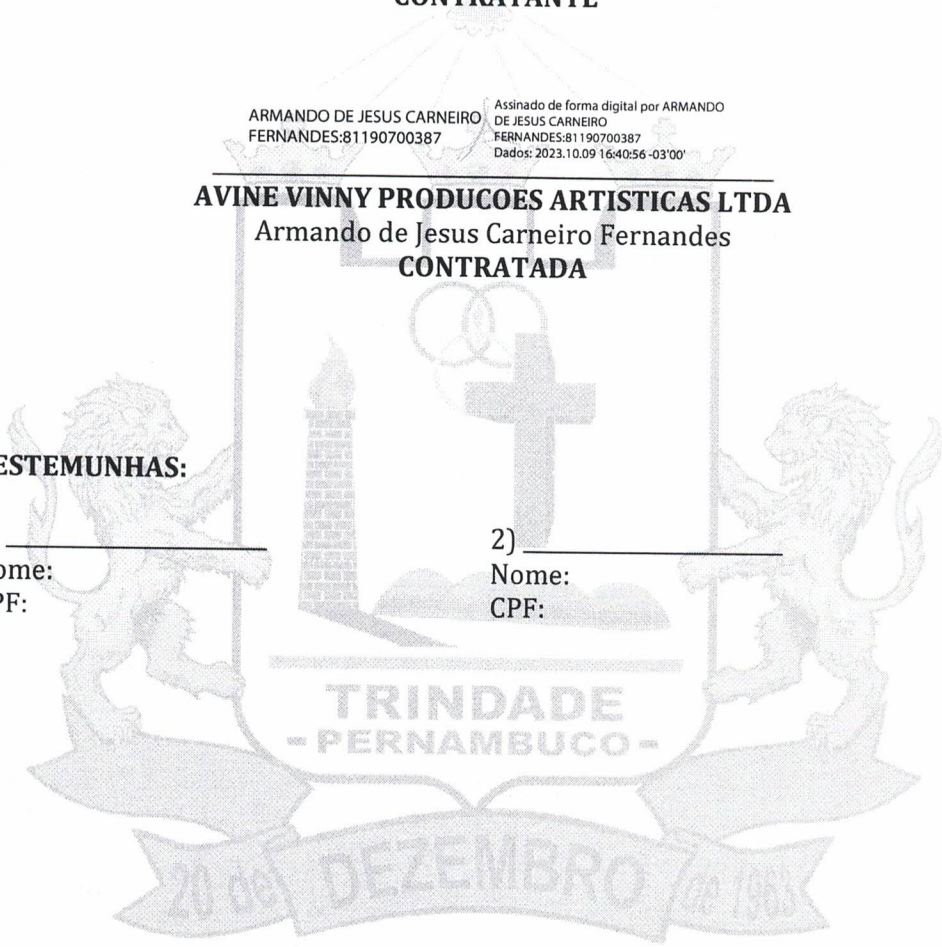 CONTRATANTE
ARMANDO DE JESUS CARNEIRO
FERNANDES:81190700387
Assinado de forma digital por ARMANDO
DE JESUS CARNEIRO
FERNANDES:81190700387
Dados: 2023.10.09 16:40:56 -03'00'
AVINE VINNY PRODUCOES ARTISTICAS LTDA
Armando de Jesus Carneiro Fernandes
CONTRATADA
ESTEMUNHAS:
2)
ome:
PF:
Nome:
CPF:
TRINDADE
- PERNAMBUCO -
20 de DEZEMBRO de 1963